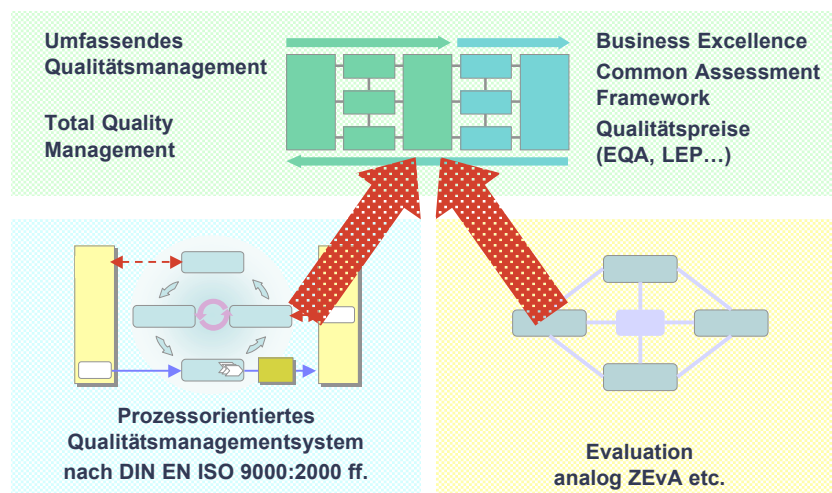 Umfassendes
Qualitätsmanagement
Total Quality
Management
Business Excellence
Common Assessment
Framework
Qualitätspreise
(EQA, LEP…)
Prozessorientiertes
Qualitätsmanagementsystem
nach DIN EN ISO 9000:2000 ff.
Evaluation
analog ZEvA etc.